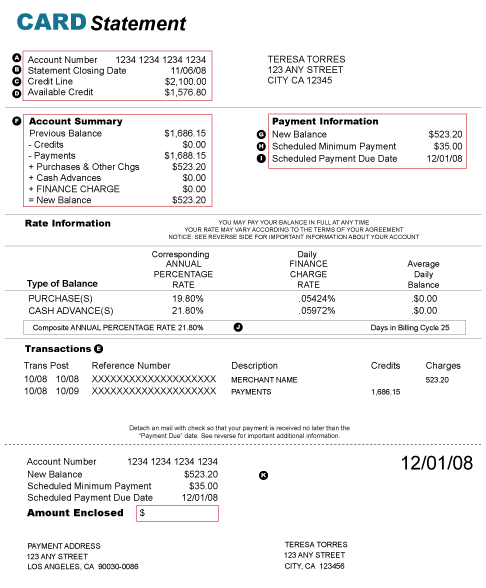 CARD Statement
A Account Number 1234 1234 1234 1234
B Statement Closing Date 11/06/08
C Credit Line $2,100.00
D Available Credit $1,576.80
TERESA TORRES
123 ANY STREET
CITY CA 12345
F Account Summary
Previous Balance $1,686.15
- Credits $0.00
- Payments $1,688.15
+ Purchases & Other Chgs $523.20
+ Cash Advances $0.00
+ FINANCE CHARGE $0.00
= New Balance $523.20
Payment Information
G New Balance $523.20
H Scheduled Minimum Payment $35.00
I Scheduled Payment Due Date 12/01/08
Rate Information
YOU MAY PAY YOUR BALANCE IN FULL AT ANY TIME
YOUR RATE MAY VARY ACCORDING TO THE TERMS OF YOUR AGREEMENT
NOTICE: SEE REVERSE SIDE FOR IMPORTANT INFORMATION ABOUT YOUR ACCOUNT
Type of Balance
Corresponding
ANNUAL
PERCENTAGE
RATE
Daily
FINANCE
CHARGE
RATE
Average
Daily
Balance
PURCHASE(S) 19.80% .05424% .$0.00
CASH ADVANCE(S) 21.80% .05972% .$0.00
Composite ANNUAL PERCENTAGE RATE 21.80% J Days in Billing Cycle 25
Transactions E
Trans Post Reference Number Description Credits Charges
10/08 10/08 XXXXXXXXXXXXXXXXXXXX MERCHANT NAME 523.20
10/08 10/09 XXXXXXXXXXXXXXXXXXXX PAYMENTS 1,686.15
Detach an mail with check so that your payment is received no later than the
"Payment Due" date. See reverse for important additional information.
Account Number 1234 1234 1234 1234
New Balance $523.20
Scheduled Minimum Payment $35.00
Scheduled Payment Due Date 12/01/08
Amount Enclosed $
K
12/01/08
PAYMENT ADDRESS
123 ANY STREET
LOS ANGELES, CA 90030-0086
TERESA TORRES
123 ANY STREET
CITY, CA 123456